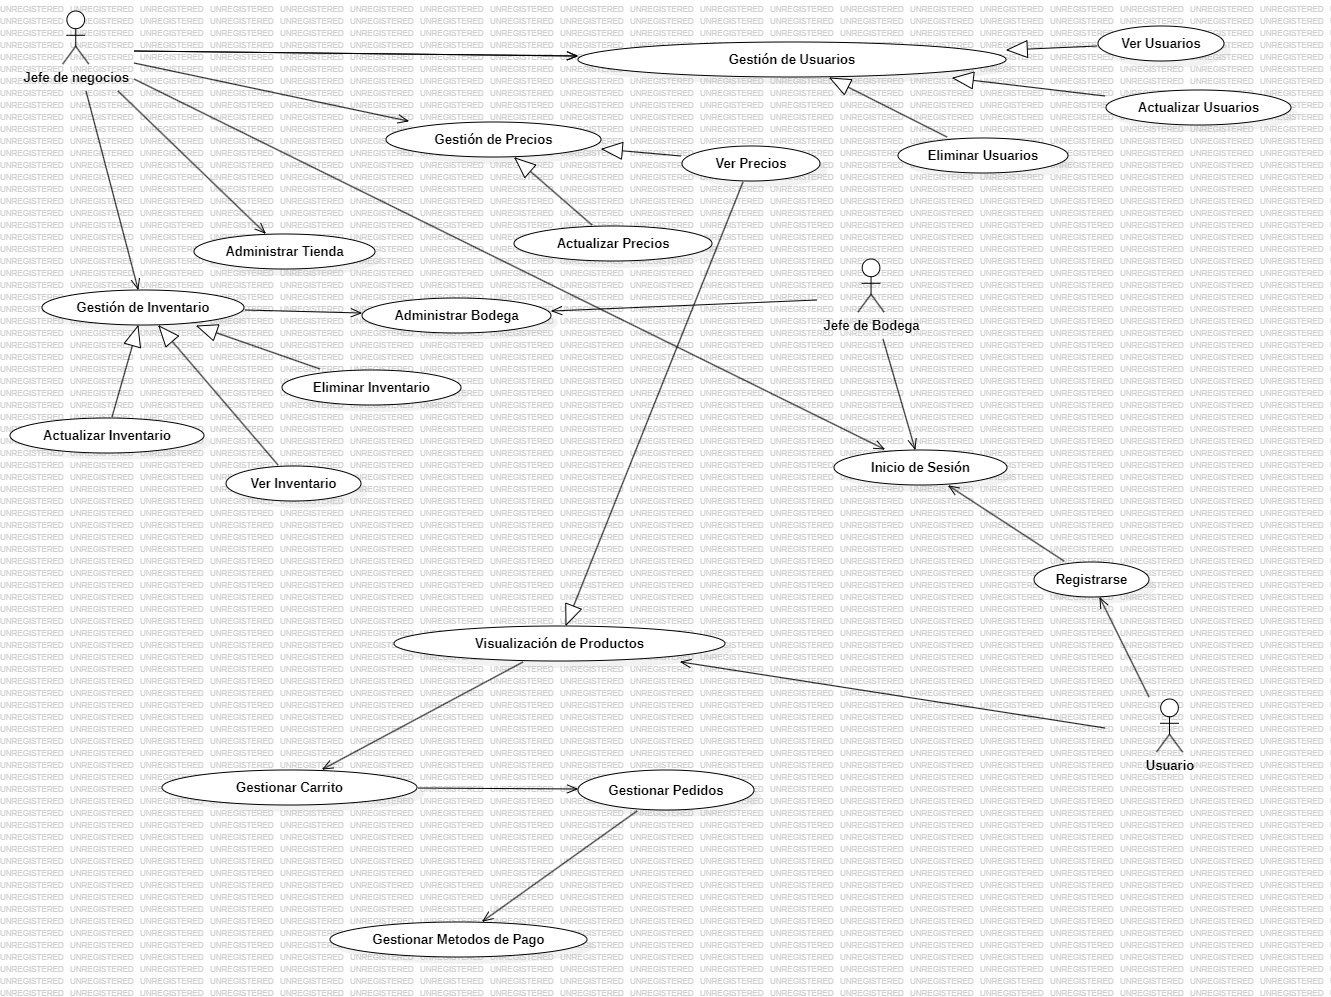 Jefe de negocios
Gestión de Usuarios
Ver Usuarios
Actualizar Usuarios
Eliminar Usuarios
Gestión de Precios
Ver Precios
Actualizar Precios
Administrar Tienda
Gestión de Inventario
Administrar Bodega
Jefe de Bodega
Eliminar Inventario
Actualizar Inventario
Ver Inventario
Inicio de Sesión
Registrarse
Visualización de Productos
Usuario
Gestionar Carrito
Gestionar Pedidos
Gestionar Metodos de Pago
UNREGISTERED